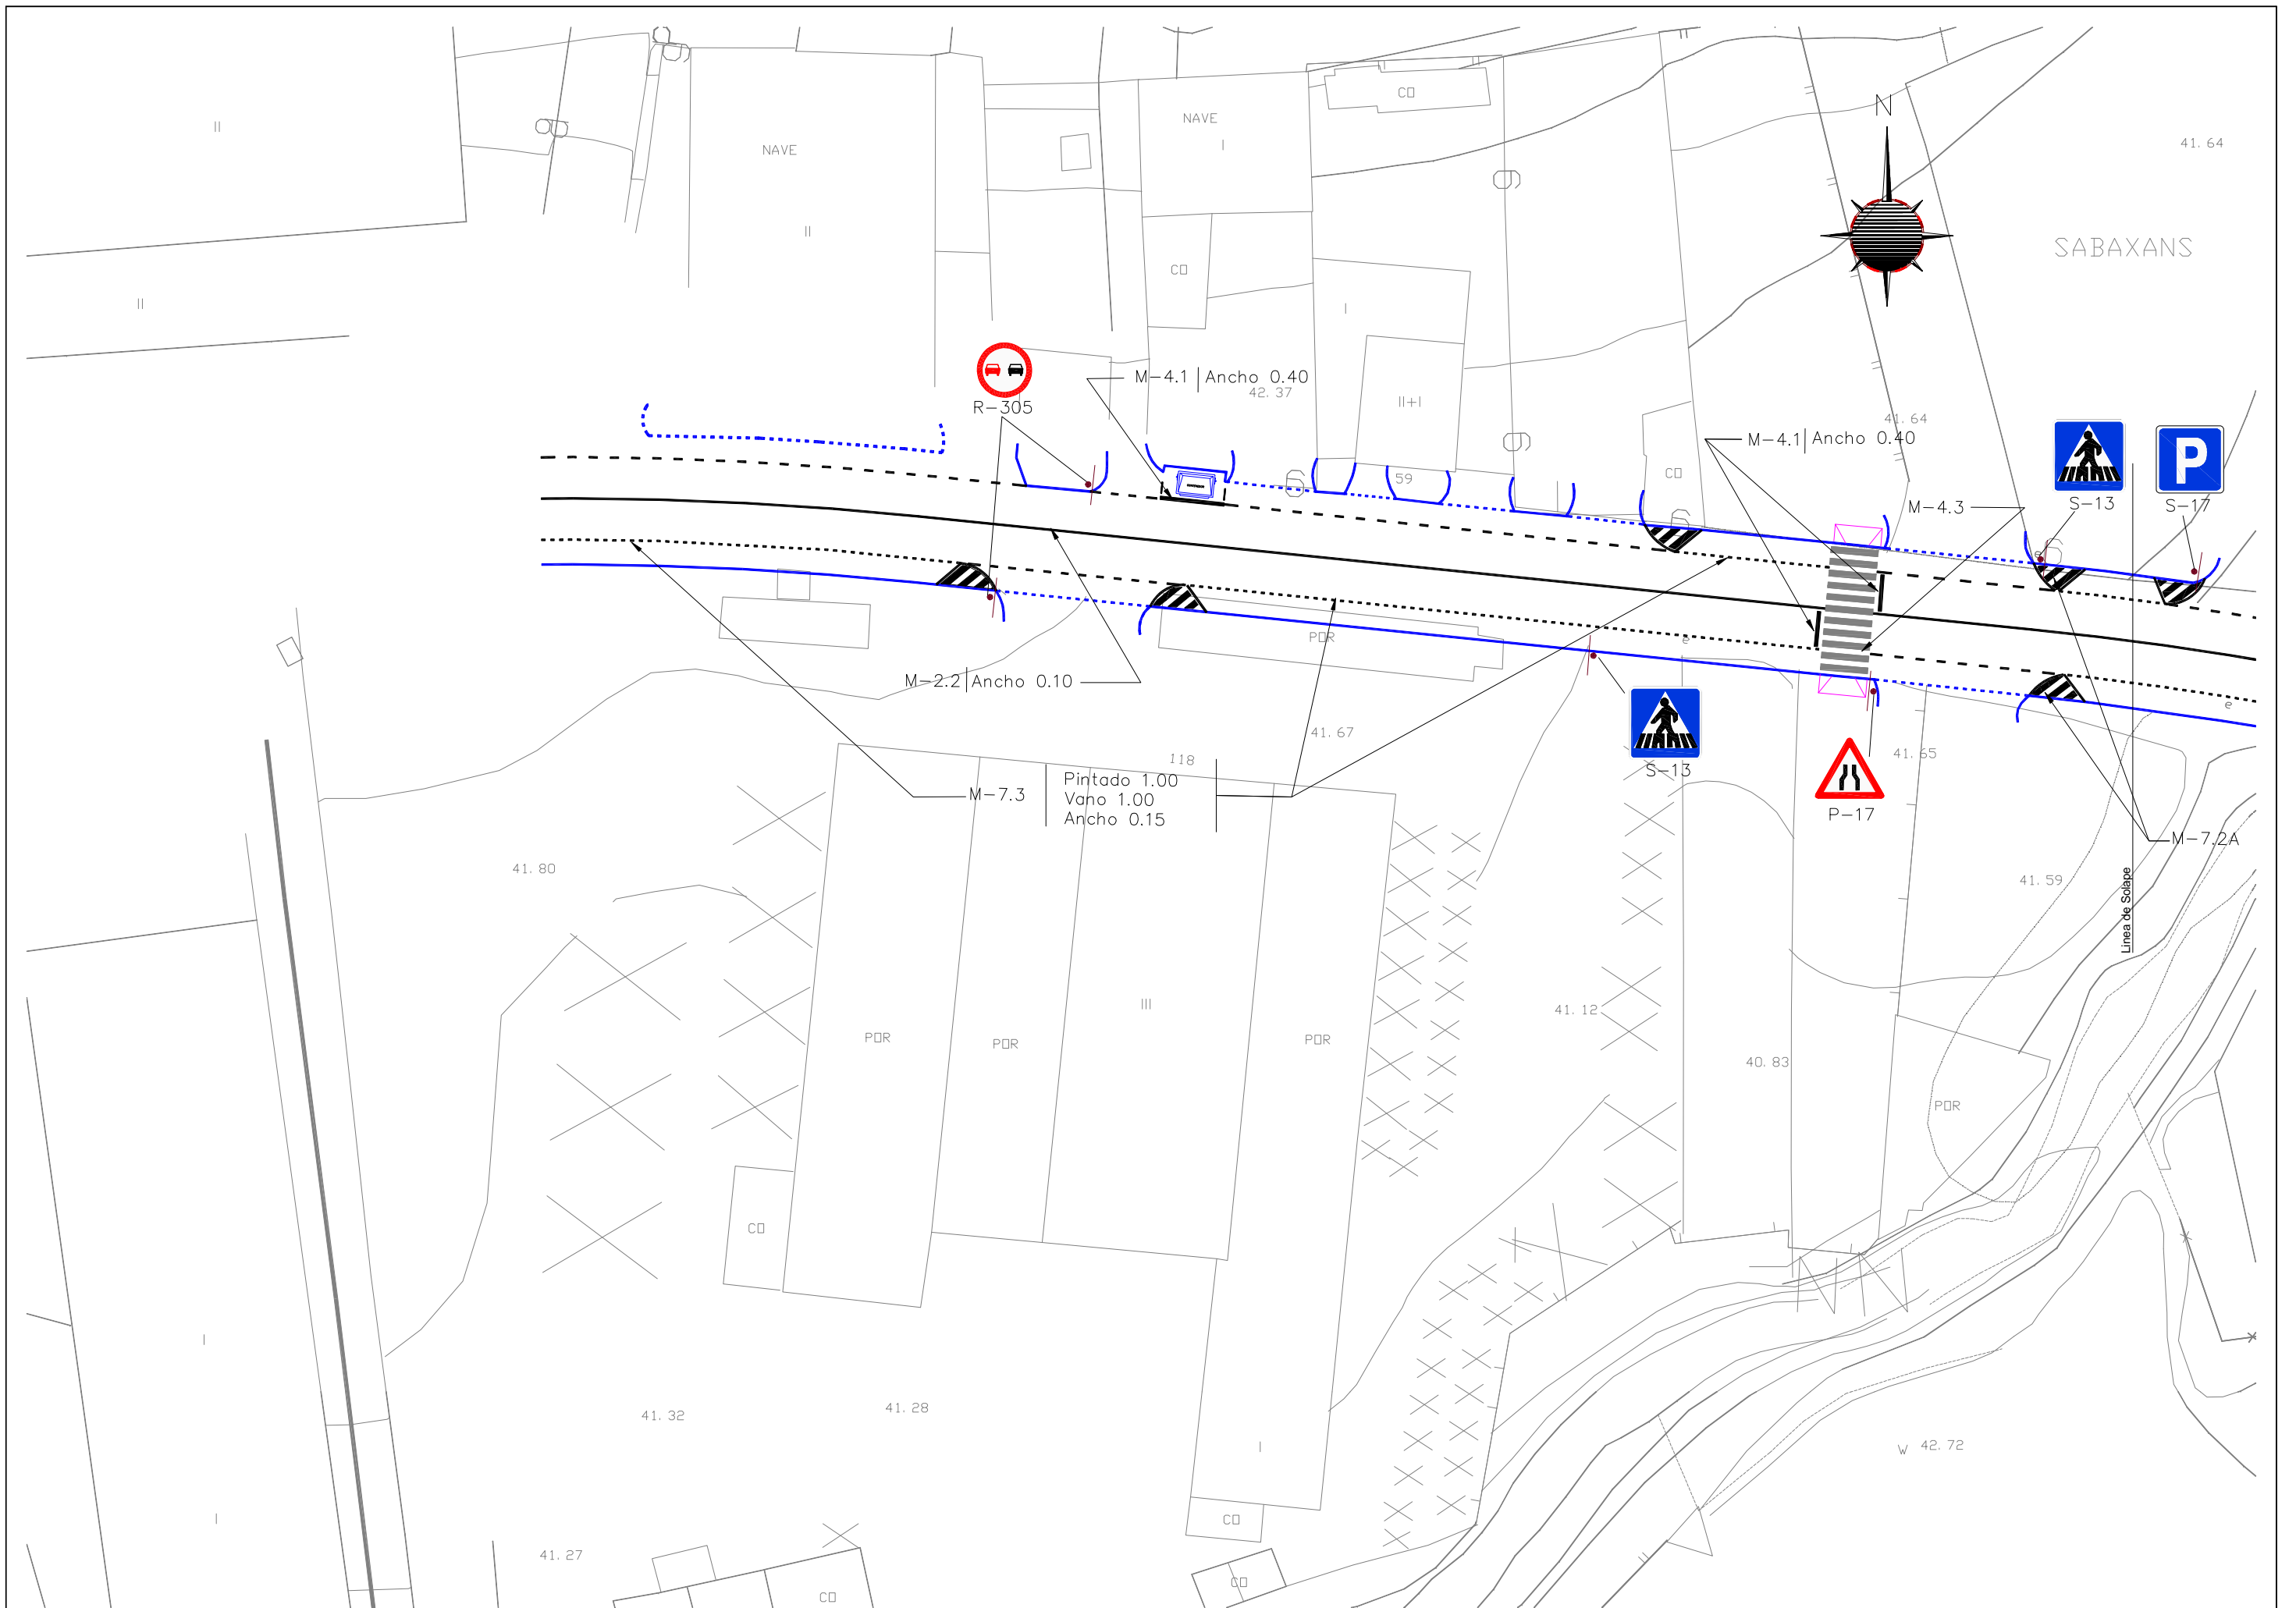 II
NAVE
NAVE
I
CO
41. 64
N
SABAXANS
II
II
CO
I
R-305
M-4.1 | Ancho 0.40
42. 37
II+I
59
CO
M-4.1 | Ancho 0.40
41. 64
M-4.3
P
S-13
S-17
e
POR
e
e
M-2.2 | Ancho 0.10
118
41. 67
S-13
41. 65
P-17
M-7.3
Pintado 1.00
Vano 1.00
Ancho 0.15
M-7.2A
41. 80
41. 59
Linea de Solape
III
41. 12
POR
POR
POR
40. 83
POR
CO
I
41. 32
41. 28
I
W 42. 72
I
CO
41. 27
CO
CO